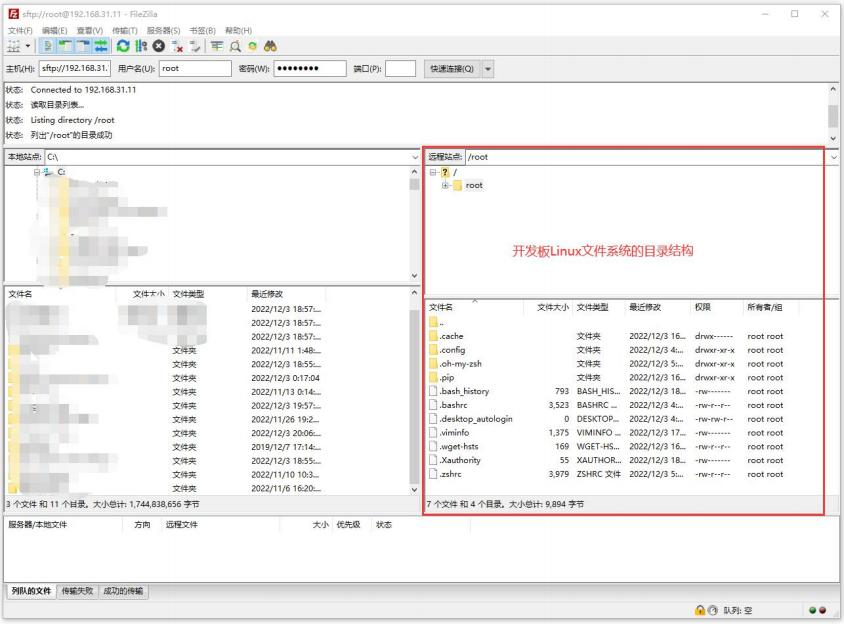 sftp://root@192.168.31.11 - FileZilla
文件(F) 编辑(E) 查看(V) 传输(T) 服务器(S) 书签(B) 帮助(H)
主机(H): sftp://192.168.31. 用户名(U): root 密码(W): ●●●●●●●● 端口(P): 快速连接(Q)
状态: Connected to 192.168.31.11
状态: 读取目录列表...
状态: Listing directory /root
状态: 列出"/root"的目录成功
本地站点: C:\
C:
远程站点: /root
/
root
开发板Linux文件系统的目录结构
文件名 文件大小 文件类型 最近修改
2022/12/3 18:57:...
2022/12/3 18:57:...
2022/12/3 18:57:...
文件夹 2022/11/11 1:48:...
文件夹 2022/12/3 18:55:...
文件夹 2022/12/3 0:17:04
文件夹 2022/11/13 0:14:...
文件夹 2022/12/3 19:57:...
文件夹 2022/11/26 19:2...
文件夹 2022/12/3 20:06:...
文件夹 2019/12/7 17:14:...
文件夹 2022/12/3 18:55:...
文件夹 2022/11/10 10:3...
文件夹 2022/11/6 16:20:...
3 个文件 和 11 个目录。大小总计: 1,744,838,656 字节
文件名 文件大小 文件类型 最近修改 权限 所有者/组
..
.cache 文件夹 2022/12/3 16... drwx------ root root
.config 文件夹 2022/12/3 4:... drwxr-xr-x root root
.oh-my-zsh 文件夹 2022/12/3 5:... drwxr-xr-x root root
.pip 文件夹 2022/12/3 16... drwxr-xr-x root root
.bash_history 793 BASH_HIS... 2022/12/3 18... -rw------- root root
.bashrc 3,523 BASHRC ... 2022/12/3 4:... -rw-r--r-- root root
.desktop_autologin 0 DESKTOP... 2022/12/3 4:... -rw-rw-r-- root root
.viminfo 1,375 VIMINFO ... 2022/12/3 17... -rw------- root root
.wget-hsts 169 WGET-HS... 2022/12/3 16... -rw-r--r-- root root
.Xauthority 55 XAUTHOR... 2022/12/3 18... -rw------- root root
.zshrc 3,979 ZSHRC 文件 2022/12/3 5:... -rw-r--r-- root root
7 个文件 和 4 个目录。大小总计: 9,894 字节
服务器/本地文件 方向 远程文件 大小 优先级 状态
列队的文件 传输失败 成功的传输
队列: 空